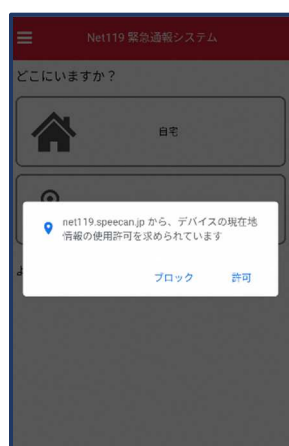 Net119 緊急通報システム
どこにいますか？
自宅
net119.speecan.jp から、デバイスの現在地
情報の使用許可を求められています
ブロック
許可
よ